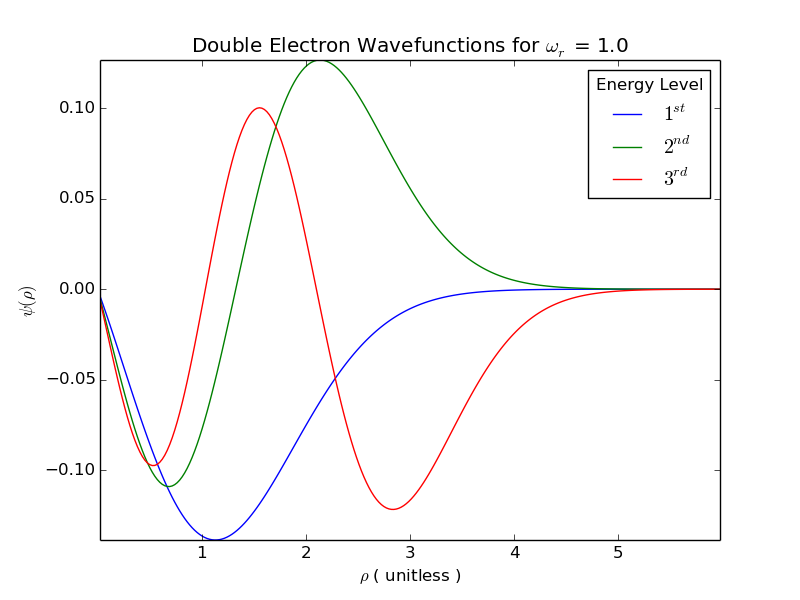 Double Electron Wavefunctions for ω_r = 1.0
Energy Level
1^st
2^nd
3^rd
0.10
0.05
0.00
−0.05
−0.10
ψ(ρ)
1 2 3 4 5
ρ ( unitless )